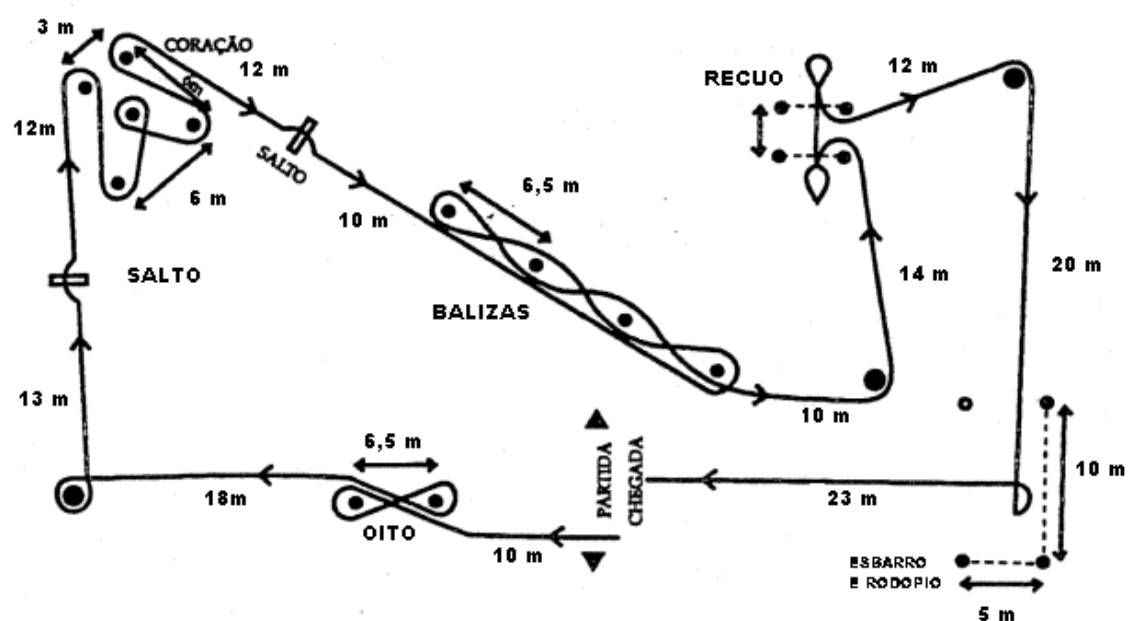 3 m
CORAÇÃO
12 m
6m
12m
6 m
SALTO
SALTO
10 m
6,5 m
BALIZAS
RECUO
12 m
14 m
20 m
10 m
13 m
18m
6,5 m
OITO
10 m
PARTIDA
CHEGADA
23 m
10 m
ESBARRO
E RODOPIO
5 m